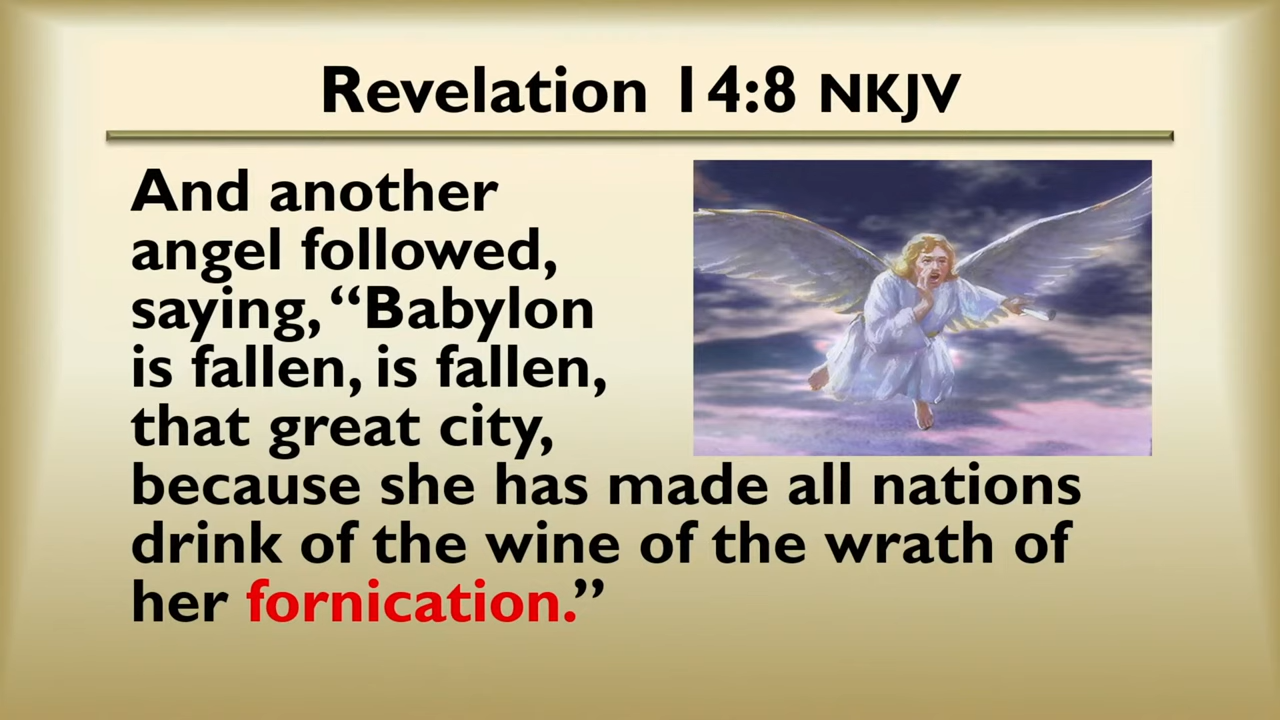 Revelation 14:8 NKJV
And another
angel followed,
saying, “Babylon
is fallen, is fallen,
that great city,
because she has made all nations
drink of the wine of the wrath of
her fornication.”